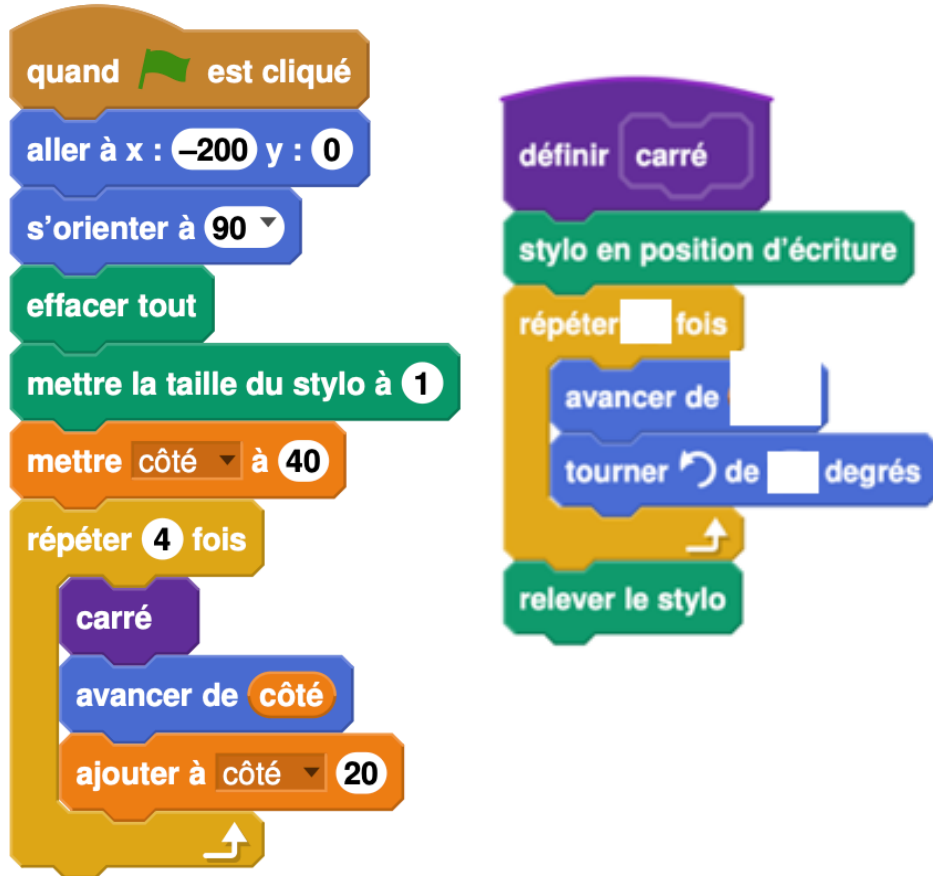 quand est cliqué
aller à x : –200 y : 0
s'orienter à 90
effacer tout
mettre la taille du stylo à 1
mettre côté à 40
répéter 4 fois
carré
avancer de côté
ajouter à côté 20
définir carré
stylo en position d'écriture
répéter fois
avancer de
tourner de degrés
relever le stylo